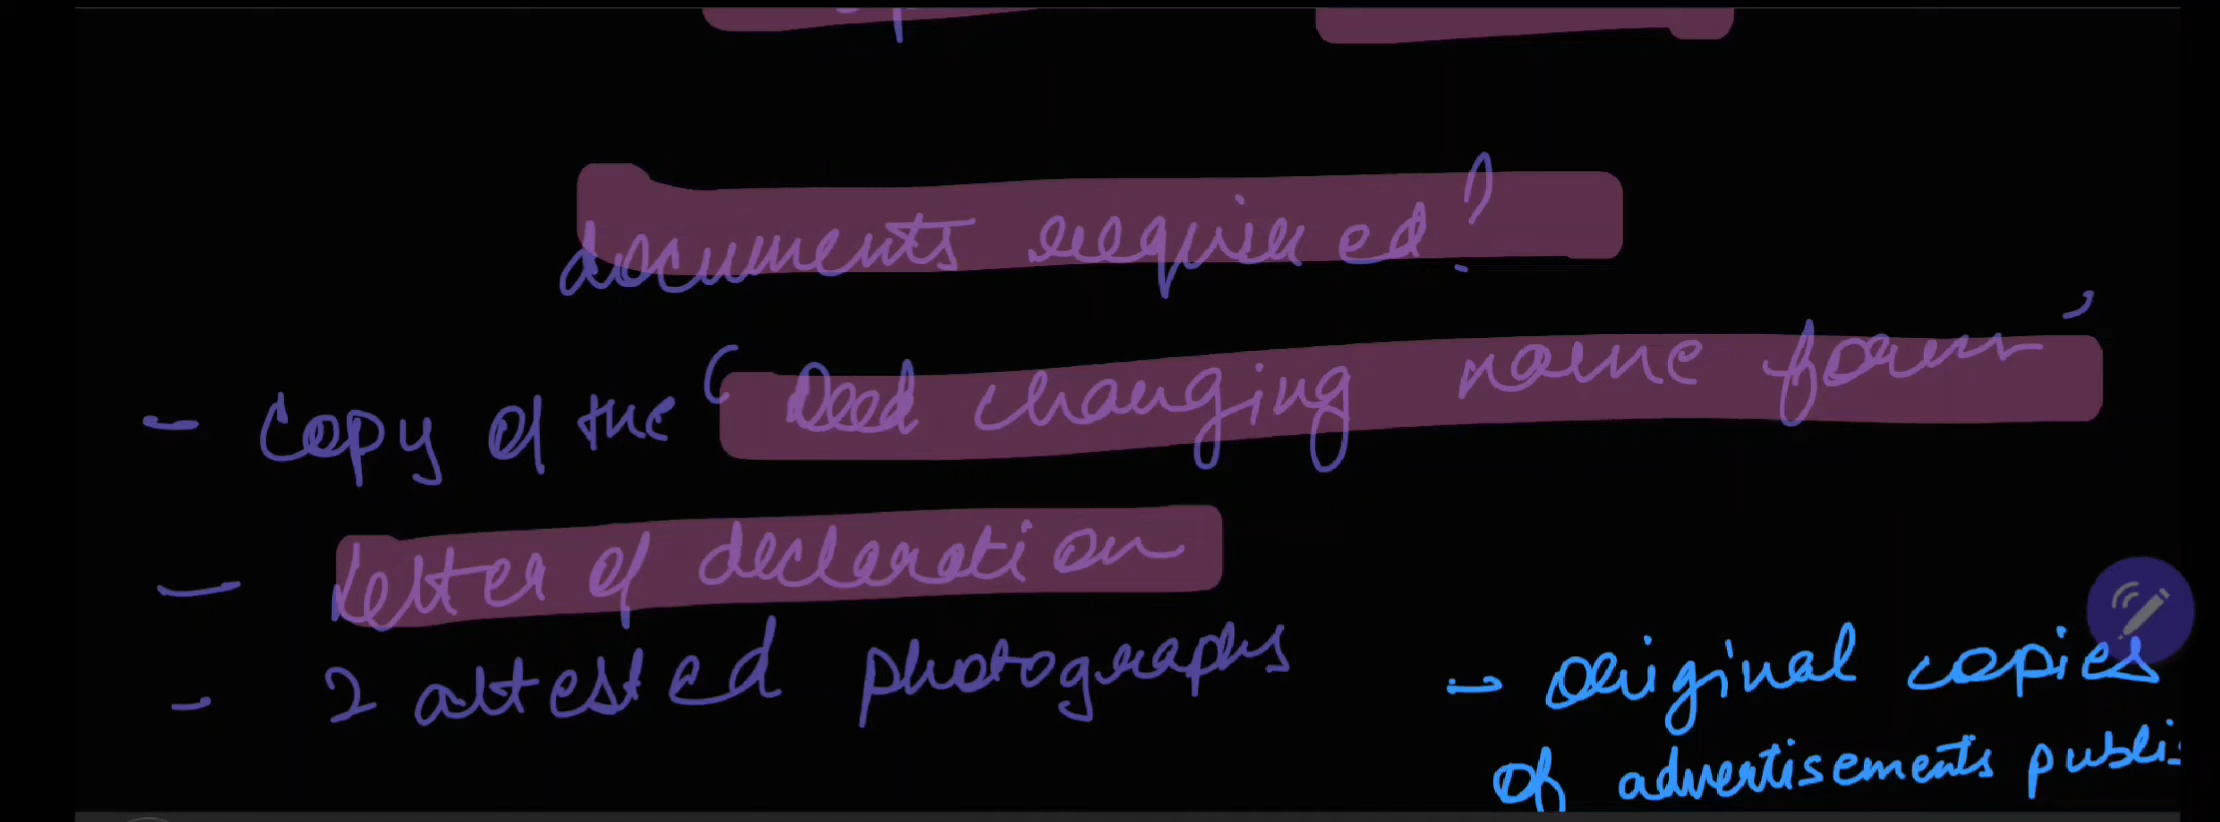 documents required?
- Copy of the 'Deed changing name form'
- letter of declaration
- 2 attested photographs
- original copies
of advertisements publis